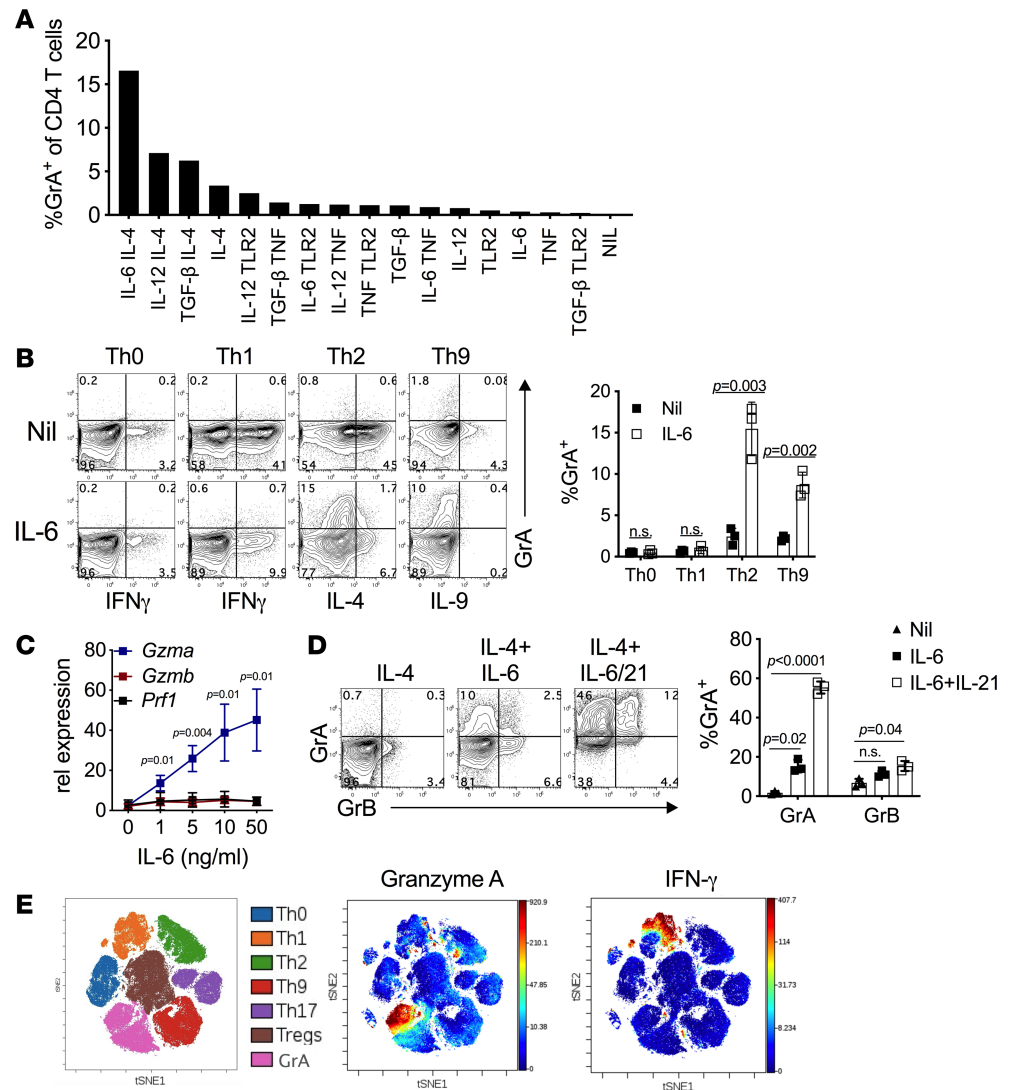 A
%GrA+ of CD4 T cells
20
15
10
5
0
IL-6 IL-4
IL-12 IL-4
TGF-β IL-4
IL-4
IL-12 TLR2
TGF-β TNF
IL-6 TLR2
IL-12 TNF
TNF TLR2
TGF-β
IL-6 TNF
IL-12
TLR2
IL-6
TNF
TGF-β TLR2
NIL
B
Th0 Th1 Th2 Th9
Nil
0.2 0.2 0.2 0.6 0.8 0.6 1.8 0.08
96 3.2 58 41 54 45 94 4.3
IL-6
0.2 0.2 0.6 0.7 15 1.7 10 0.4
96 3.5 89 9.9 77 6.7 89 0.2
IFNγ IFNγ IL-4 IL-9
GrA
%GrA+
20
15
10
5
0
Nil
IL-6
n.s. n.s. p=0.003 p=0.002
Th0 Th1 Th2 Th9
C
rel expression
80
60
40
20
0
Gzma
Gzmb
Prf1
p=0.01 p=0.004 p=0.01 p=0.01
0 1 5 10 50
IL-6 (ng/ml)
D
IL-4
IL-4+
IL-6
IL-4+
IL-6/21
GrA
0.7 0.3 10 2.5 46 12
96 3.4 81 6.6 38 4.4
GrB
%GrA+
80
60
40
20
0
Nil
IL-6
IL-6+IL-21
p<0.0001
p=0.02
p=0.04
n.s.
GrA GrB
E
tSNE2
tSNE1
Th0
Th1
Th2
Th9
Th17
Tregs
GrA
Granzyme A
tSNE2
tSNE1
920.9
210.1
47.85
10.38
0
IFN-γ
tSNE2
tSNE1
407.7
114
31.73
8.234
0